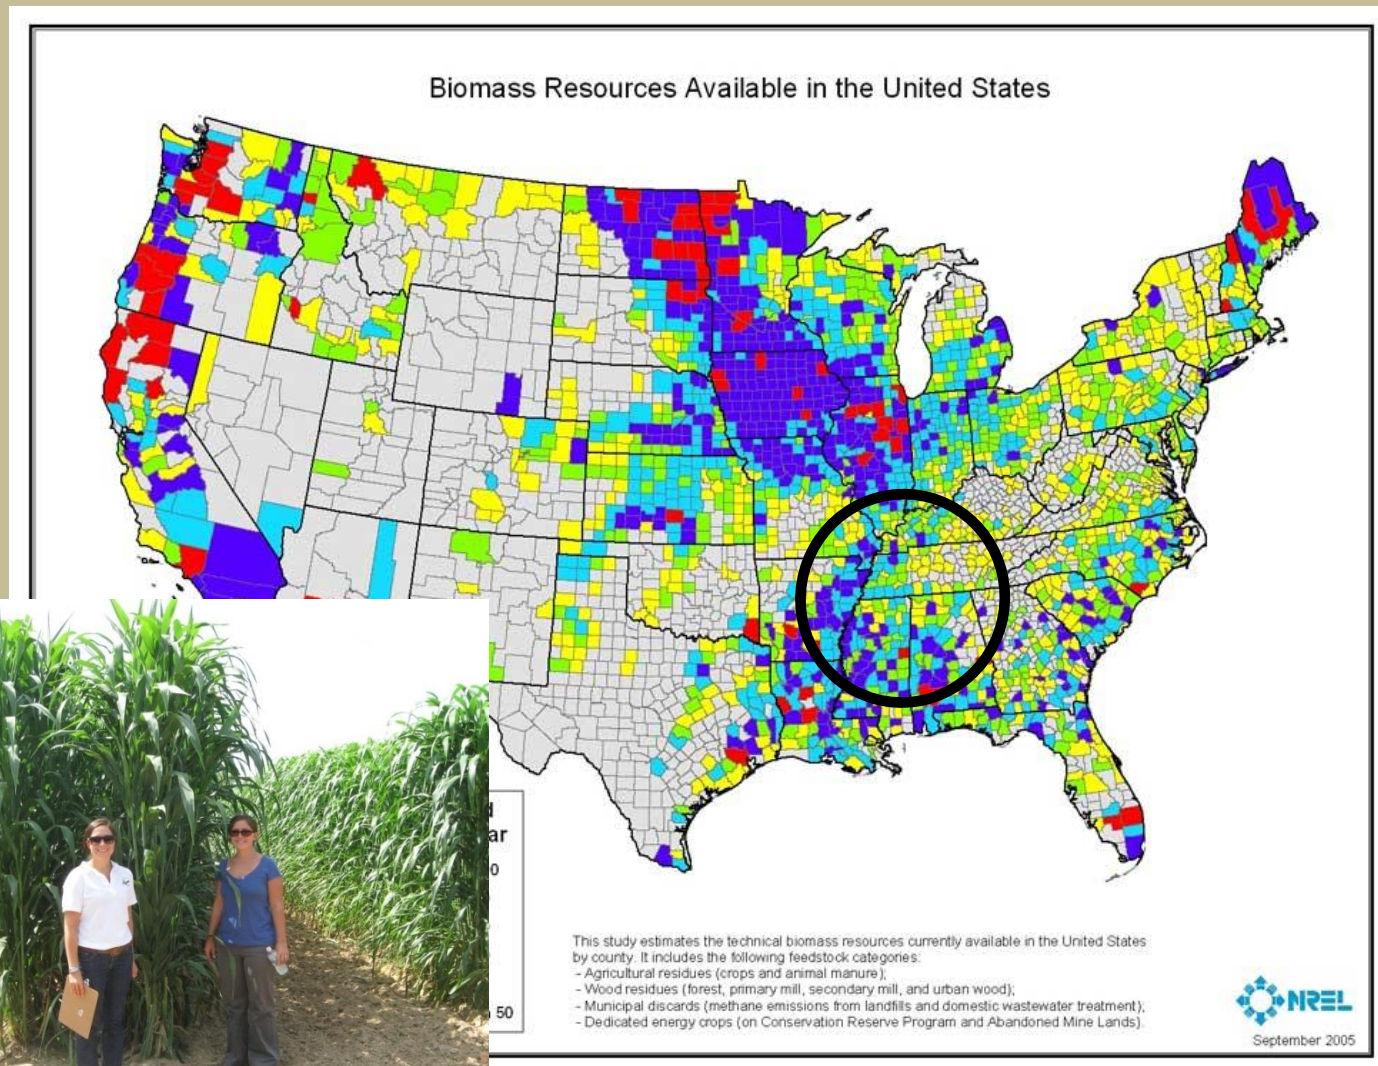 Biomass Resources Available in the United States
ar
0
50
This study estimates the technical biomass resources currently available in the United States
by county. It includes the following feedstock categories:
- Agricultural residues (crops and animal manure);
- Wood residues (forest, primary mill, secondary mill, and urban wood);
- Municipal discards (methane emissions from landfills and domestic wastewater treatment);
- Dedicated energy crops (on Conservation Reserve Program and Abandoned Mine Lands).
NREL
September 2005